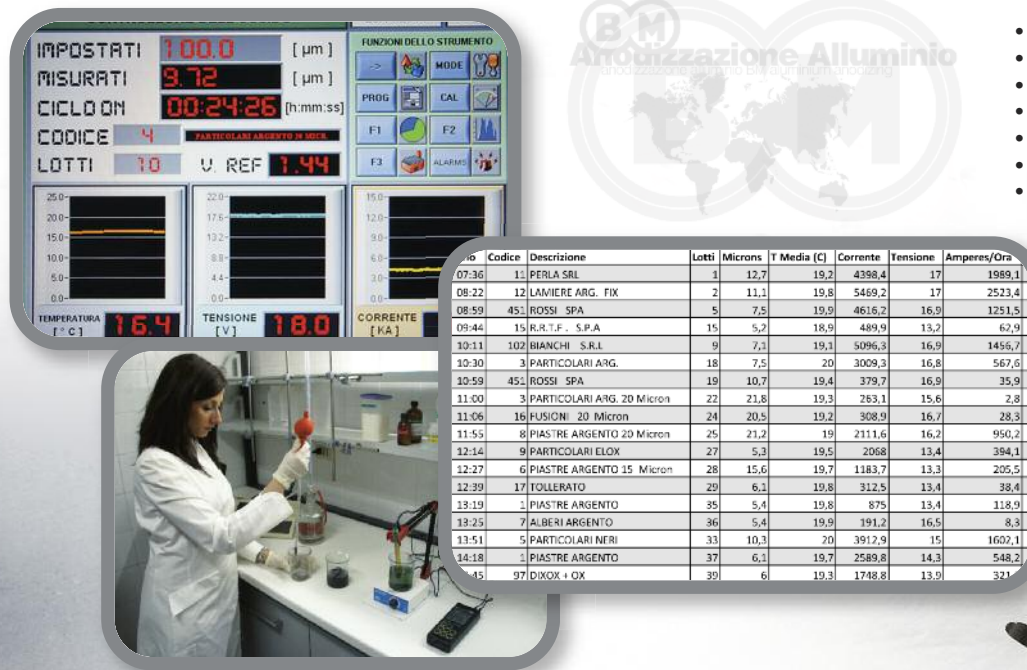 B M
Anodizzazione Alluminio
IMPOSTATI 100.0 [ µm ]
MISURATI 9.72 [ µm ]
CICLO ON 00:24:26 [h:mm:ss]
CODICE 4 PARTICOLARI ARGENTO 20 MICR.
LOTTI 10 V. REF 1.44
FUNZIONI DELLO STRUMENTO
-> MODE
PROG CAL
F1 F2
F3 ALARMS
25.0 22.0 15.0
20.0 17.6 12.0
15.0 13.2 9.0
10.0 8.8
5.0 4.4
0.0 0.0
TEMPERATURA [° C] 16.4
TENSIONE [V] 18.0
CORRENTE [KA]
Codice Descrizione Lotti Microns T Media (C) Corrente Tensione Amperes/Ora
07:36 11 PERLA SRL 1 12,7 19,2 4398,4 17 1989,1
08:22 12 LAMIERE ARG. FIX 2 11,1 19,8 5469,2 17 2523,4
08:59 451 ROSSI SPA 5 7,5 19,9 4616,2 16,9 1251,5
09:44 15 R.R.T.F . S.P.A 15 5,2 18,9 489,9 13,2 62,9
10:11 102 BIANCHI S.R.L 9 7,1 19,1 5096,3 16,9 1456,7
10:30 3 PARTICOLARI ARG. 18 7,5 20 3009,3 16,8 567,6
10:59 451 ROSSI SPA 19 10,7 19,4 379,7 16,9 35,9
11:00 3 PARTICOLARI ARG. 20 Micron 22 21,8 19,3 263,1 15,6 2,8
11:06 16 FUSIONI 20 Micron 24 20,5 19,2 308,9 16,7 28,3
11:55 8 PIASTRE ARGENTO 20 Micron 25 21,2 19 2111,6 16,2 950,2
12:14 9 PARTICOLARI ELOX 27 5,3 19,5 2068 13,4 394,1
12:27 6 PIASTRE ARGENTO 15 Micron 28 15,6 19,7 1183,7 13,3 205,5
12:39 17 TOLLERATO 29 6,1 19,8 312,5 13,4 38,4
13:19 1 PIASTRE ARGENTO 35 5,4 19,8 875 13,4 118,9
13:25 7 ALBERI ARGENTO 36 5,4 19,9 191,2 16,5 8,3
13:51 5 PARTICOLARI NERI 33 10,3 20 3912,9 15 1602,1
14:18 1 PIASTRE ARGENTO 37 6,1 19,7 2589,8 14,3 548,2
97 DIXOX + OX 39 6 19,3 1748,8 13,9 321